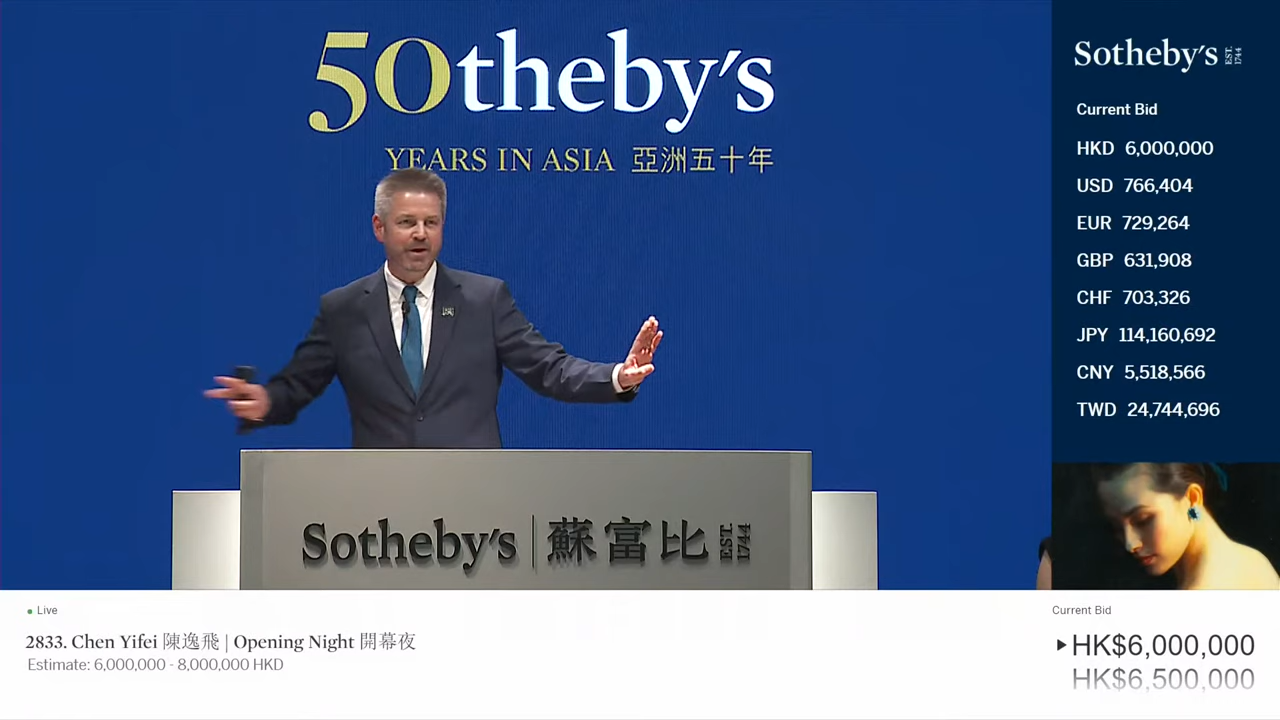 50theby's
YEARS IN ASIA 亞洲五十年
Sotheby's | 蘇富比 EST. 1744
Sotheby's EST. 1744
Current Bid
HKD 6,000,000
USD 766,404
EUR 729,264
GBP 631,908
CHF 703,326
JPY 114,160,692
CNY 5,518,566
TWD 24,744,696
Live
2833. Chen Yifei 陳逸飛 | Opening Night 開幕夜
Estimate: 6,000,000 - 8,000,000 HKD
Current Bid
HK$6,000,000
HK$6,500,000